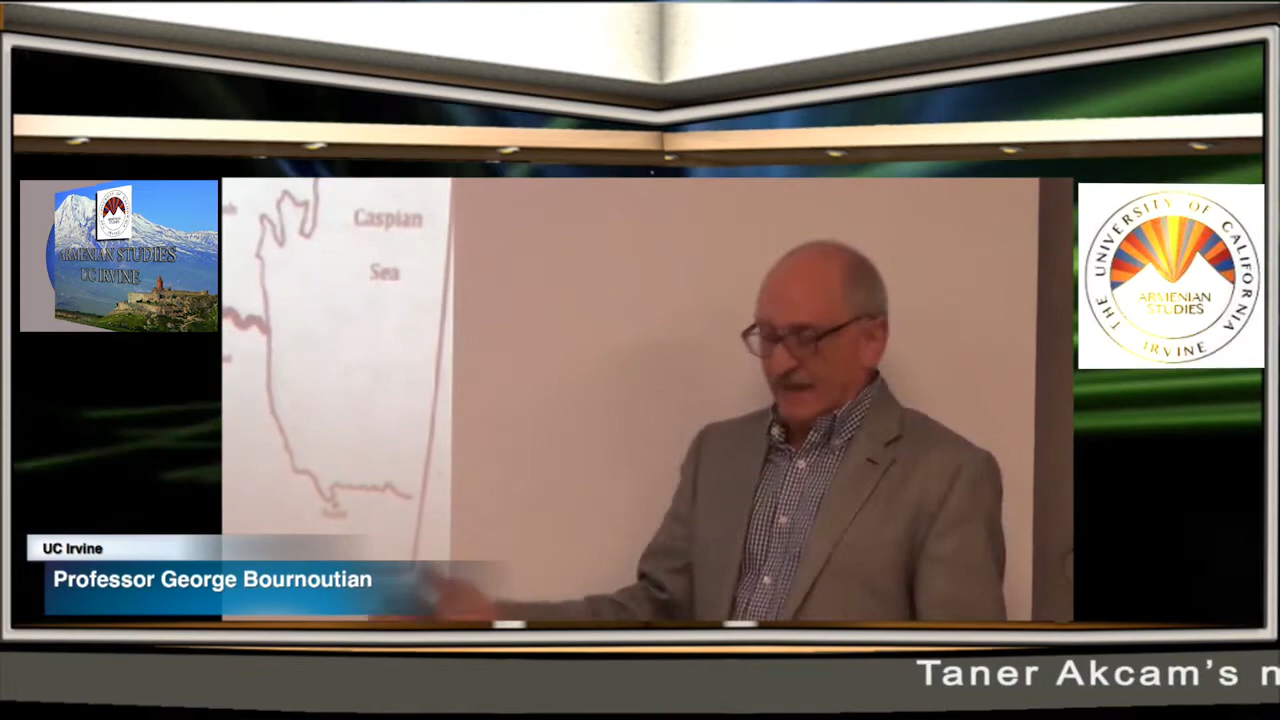 ARMENIAN STUDIES
UC IRVINE
Caspian
Sea
THE UNIVERSITY OF CALIFORNIA
IRVINE
ARMENIAN
STUDIES
UC Irvine
Professor George Bournoutian
Taner Akcam's n